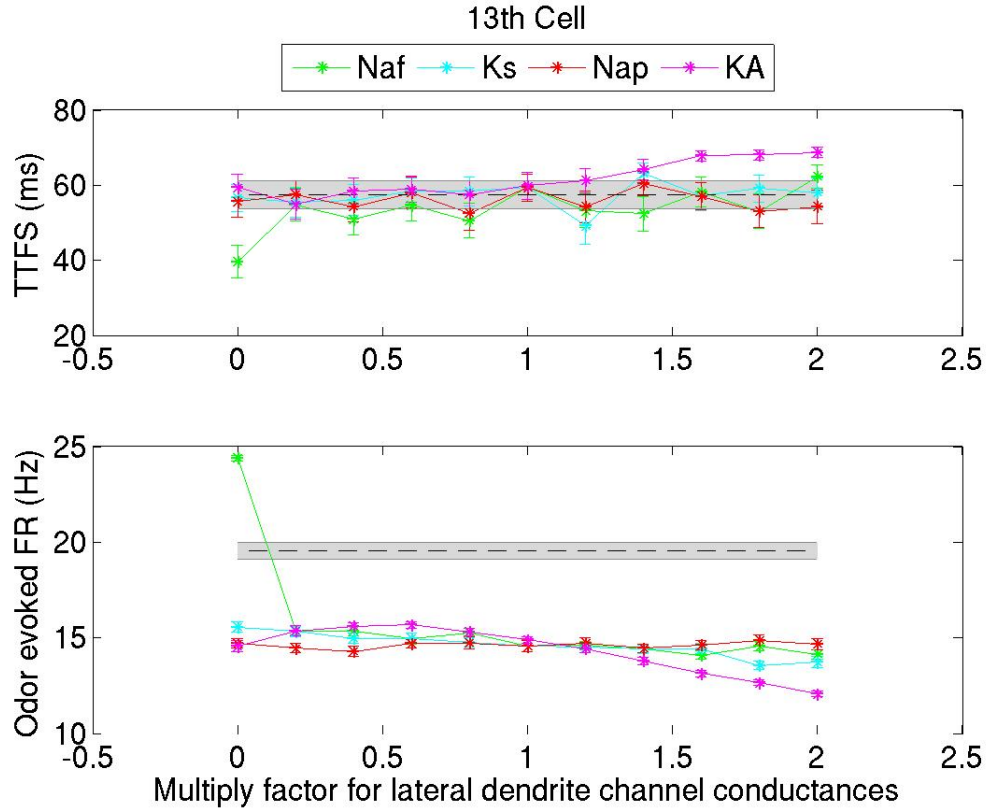 13th Cell
Naf Ks Nap KA
80
60
40
20
TTFS (ms)
-0.5 0 0.5 1 1.5 2 2.5
25
20
15
10
Odor evoked FR (Hz)
-0.5 0 0.5 1 1.5 2 2.5
Multiply factor for lateral dendrite channel conductances